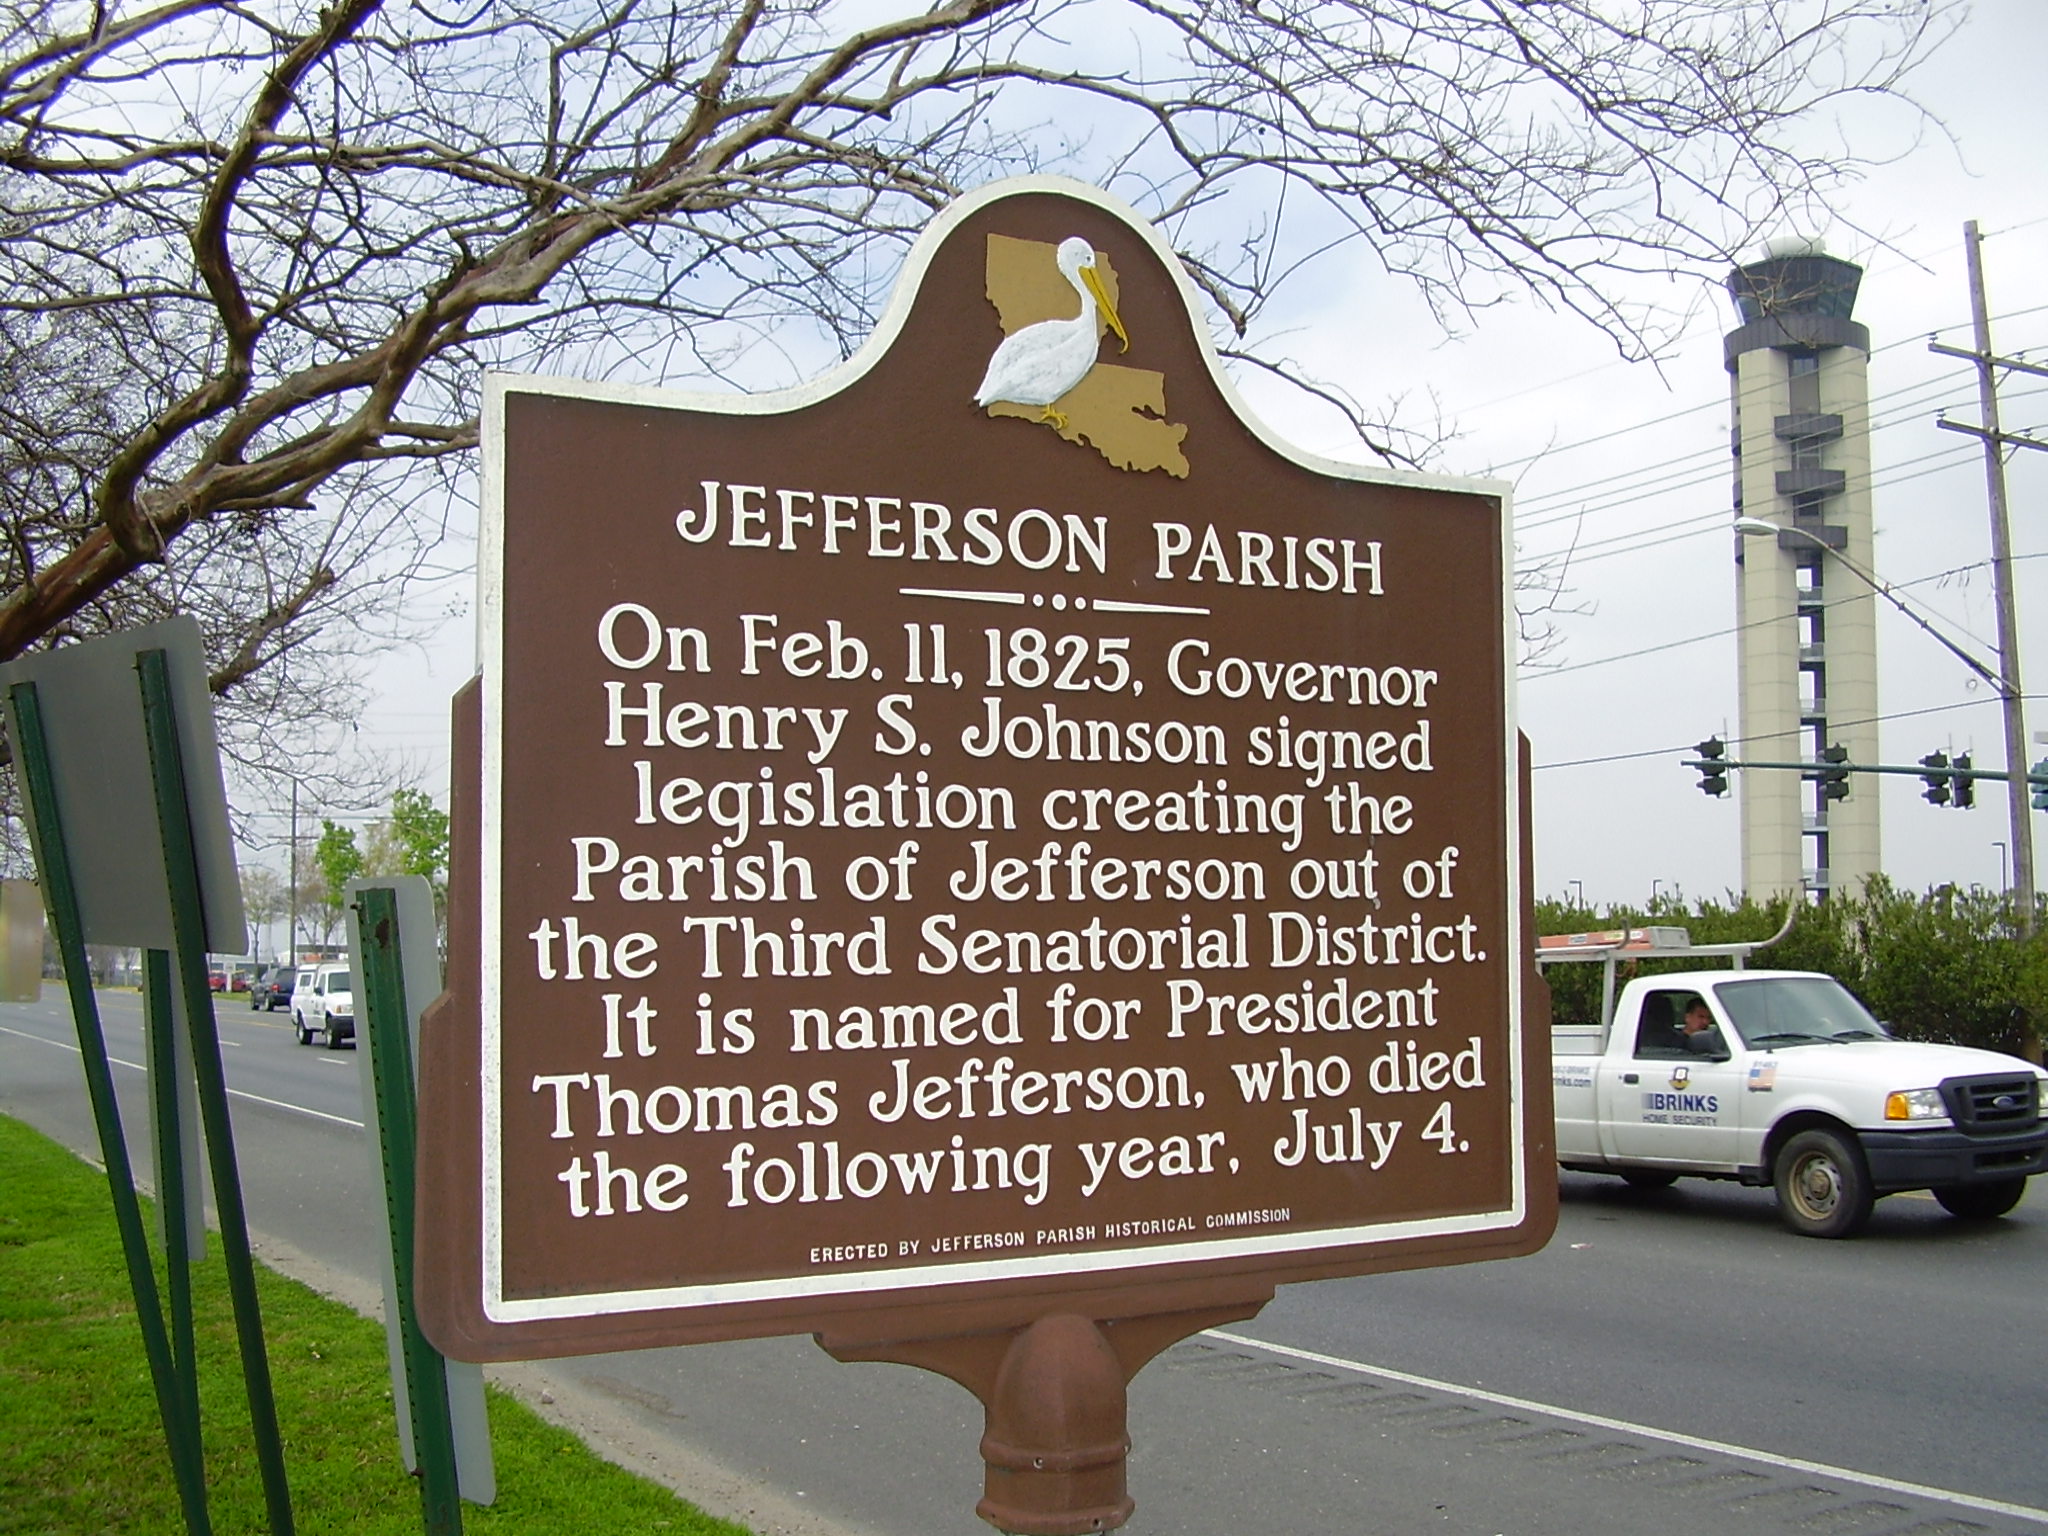 JEFFERSON PARISH
On Feb. 11, 1825, Governor
Henry S. Johnson signed
legislation creating the
Parish of Jefferson out of
the Third Senatorial District.
It is named for President
Thomas Jefferson, who died
the following year, July 4.
ERECTED BY JEFFERSON PARISH HISTORICAL COMMISSION
BRINKS
HOME SECURITY